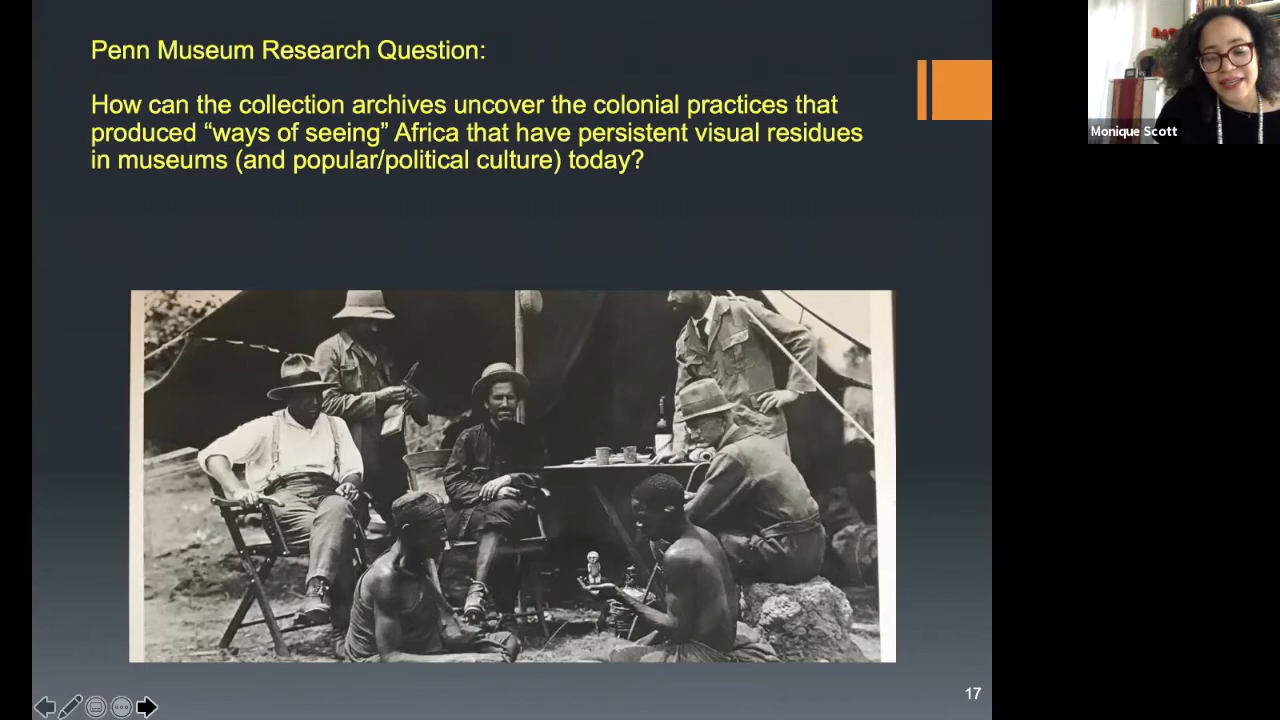 Penn Museum Research Question:
How can the collection archives uncover the colonial practices that
produced “ways of seeing” Africa that have persistent visual residues
in museums (and popular/political culture) today?
Monique Scott
17